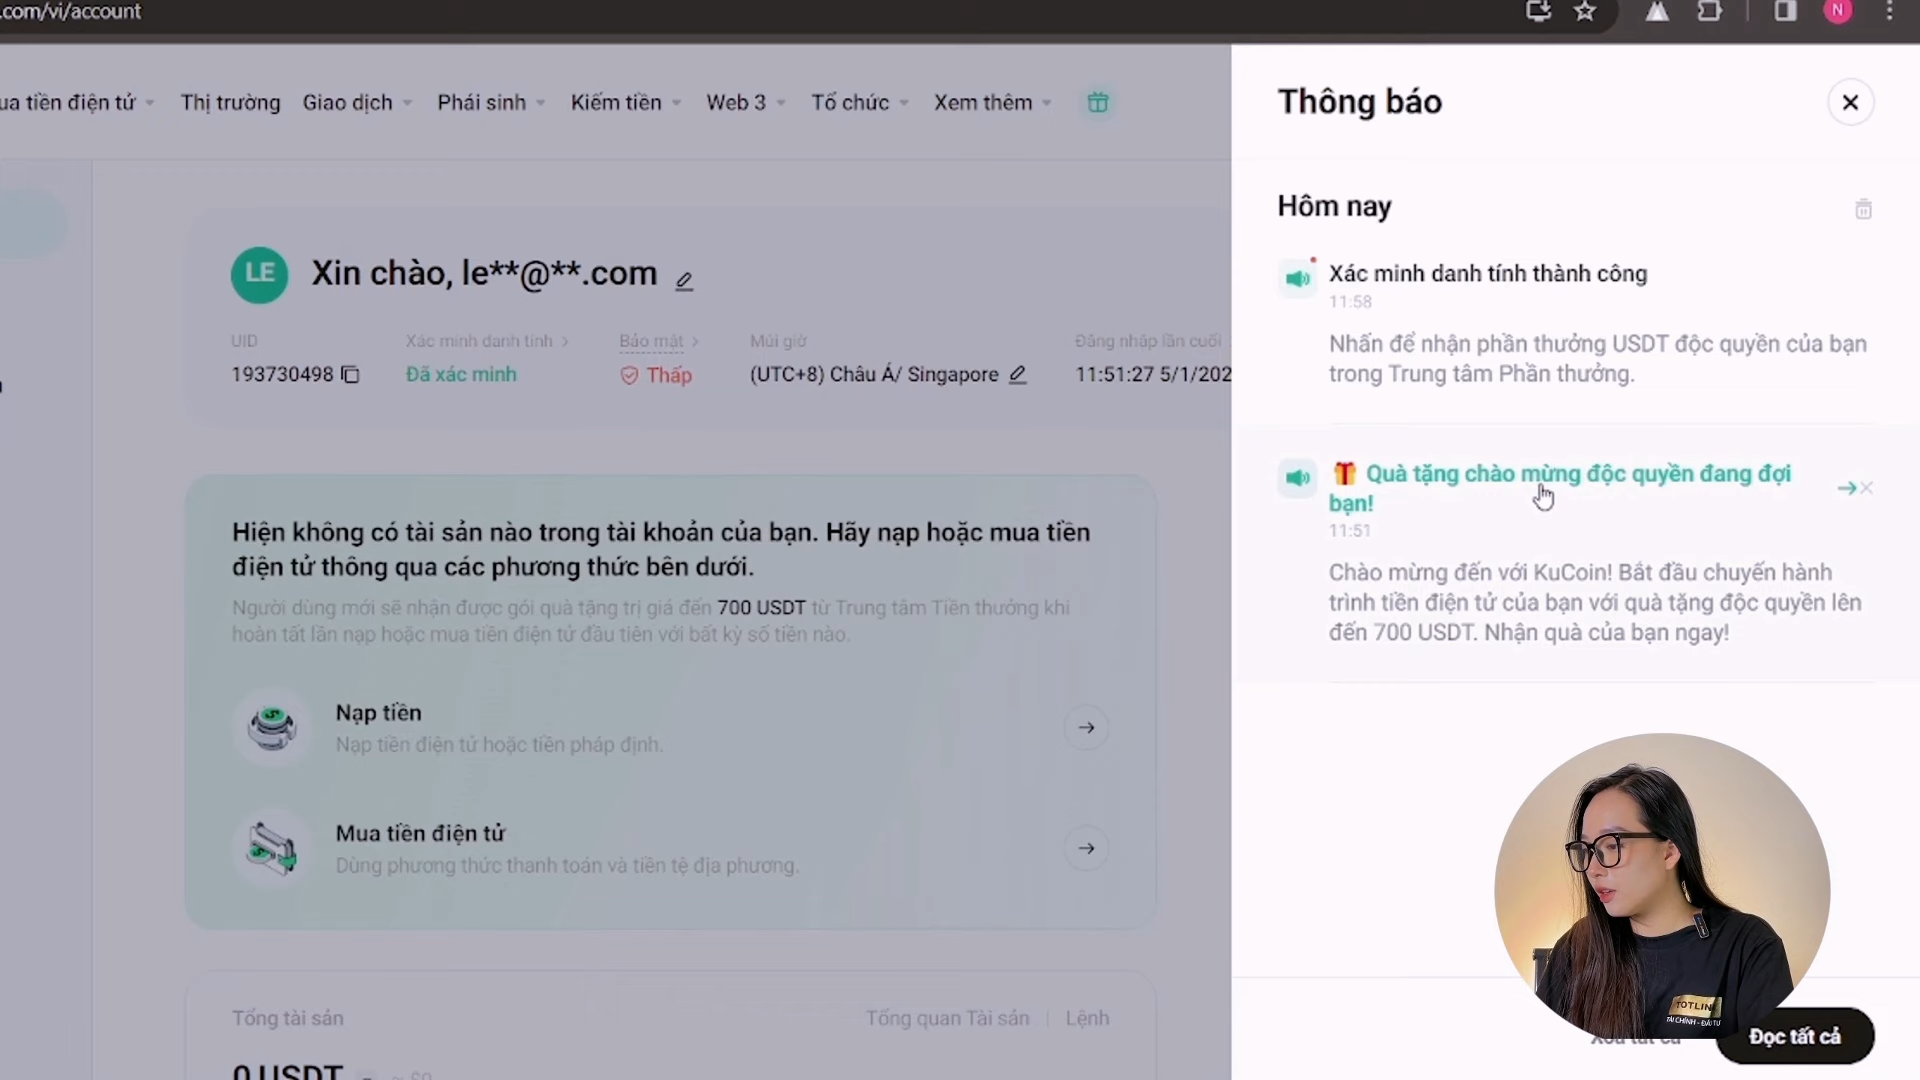 .com/vi/account
N
ua tiền điện tử
Thị trường
Giao dịch
Phái sinh
Kiếm tiền
Web 3
Tổ chức
Xem thêm
LE
Xin chào, le**@**.com
UID
Xác minh danh tính
Bảo mật
Múi giờ
Đăng nhập lần cuối
193730498
Đã xác minh
Thấp
(UTC+8) Châu Á/ Singapore
11:51:27 5/1/202
Hiện không có tài sản nào trong tài khoản của bạn. Hãy nạp hoặc mua tiền
điện tử thông qua các phương thức bên dưới.
Người dùng mới sẽ nhận được gói quà tặng trị giá đến 700 USDT từ Trung tâm Tiền thưởng khi
hoàn tất lần nạp hoặc mua tiền điện tử đầu tiên với bất kỳ số tiền nào.
Nạp tiền
Nạp tiền điện tử hoặc tiền pháp định.
Mua tiền điện tử
Dùng phương thức thanh toán và tiền tệ địa phương.
Tổng tài sản
Tổng quan Tài sản | Lệnh
0 USDT
≈ $0
Thông báo
Hôm nay
Xác minh danh tính thành công
11:58
Nhấn để nhận phần thưởng USDT độc quyền của bạn
trong Trung tâm Phần thưởng.
Quà tặng chào mừng độc quyền đang đợi
bạn!
11:51
Chào mừng đến với KuCoin! Bắt đầu chuyến hành
trình tiền điện tử của bạn với quà tặng độc quyền lên
đến 700 USDT. Nhận quà của bạn ngay!
TOTLINK
TÀI CHÍNH - ĐẦU TƯ
Đọc tất cả